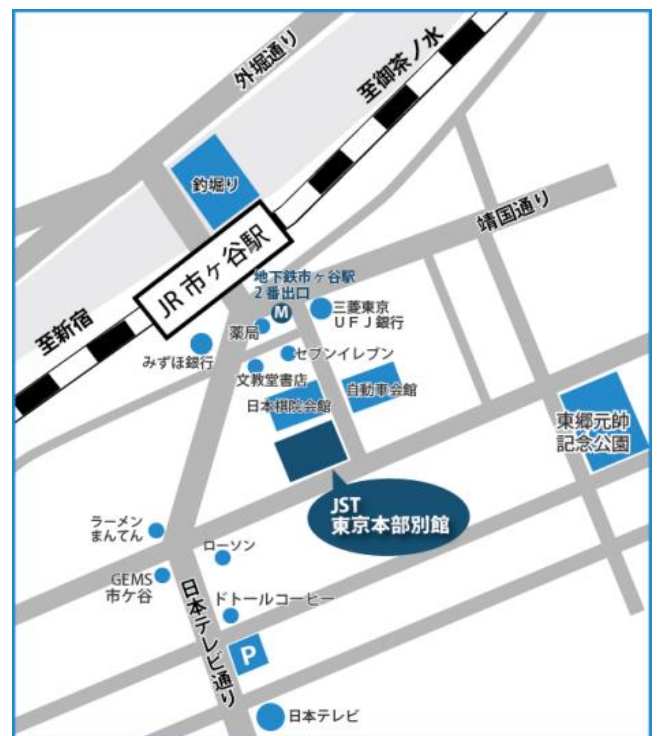 外堀通り
至御茶ノ水
釣堀り
靖国通り
JR 市ヶ谷駅
地下鉄市ヶ谷駅
2 番出口
M
三菱東京
UFJ 銀行
至新宿
薬局
みずほ銀行
セブンイレブン
文教堂書店
自動車会館
日本棋院会館
東郷元帥
記念公園
JST
東京本部別館
ラーメン
まんてん
ローソン
GEMS
市ケ谷
ドトールコーヒー
日本テレビ通り
P
日本テレビ